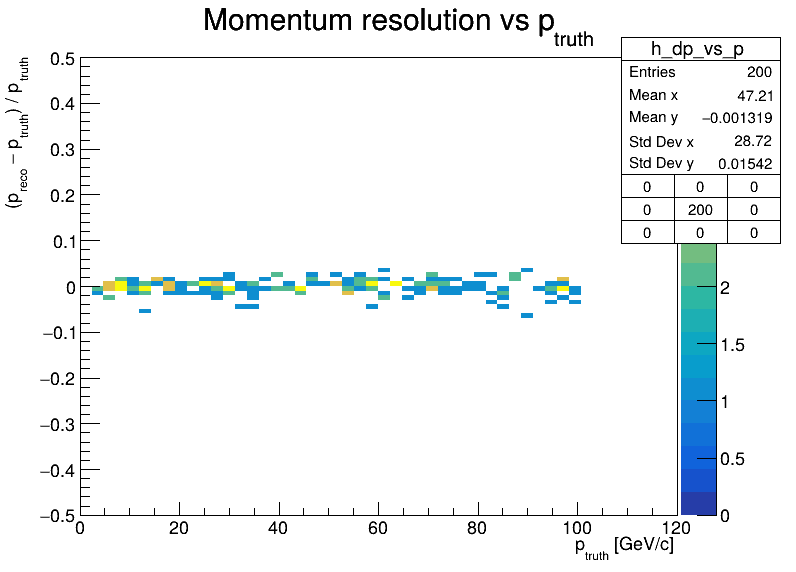 Momentum resolution vs p_truth
h_dp_vs_p
Entries 200
Mean x 47.21
Mean y −0.001319
Std Dev x 28.72
Std Dev y 0.01542
0 0 0
0 200 0
0 0 0
(p_reco − p_truth) / p_truth
0.5
0.4
0.3
0.2
0.1
0
−0.1
−0.2
−0.3
−0.4
−0.5
0 20 40 60 80 100 120
p_truth [GeV/c]
2
1.5
1
0.5
0